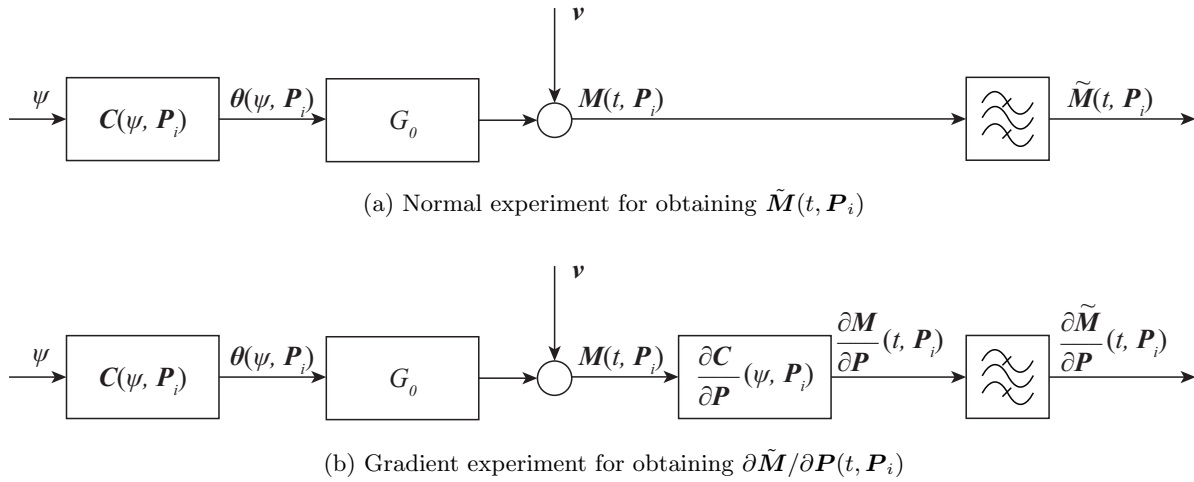 v
ψ
C(ψ, P_i)
θ(ψ, P_i)
G_0
M(t, P_i)
M̃(t, P_i)
(a) Normal experiment for obtaining M̃(t, P_i)
v
ψ
C(ψ, P_i)
θ(ψ, P_i)
G_0
M(t, P_i)
∂C/∂P (ψ, P_i)
∂M/∂P (t, P_i)
∂M̃/∂P (t, P_i)
(b) Gradient experiment for obtaining ∂M̃/∂P(t, P_i)